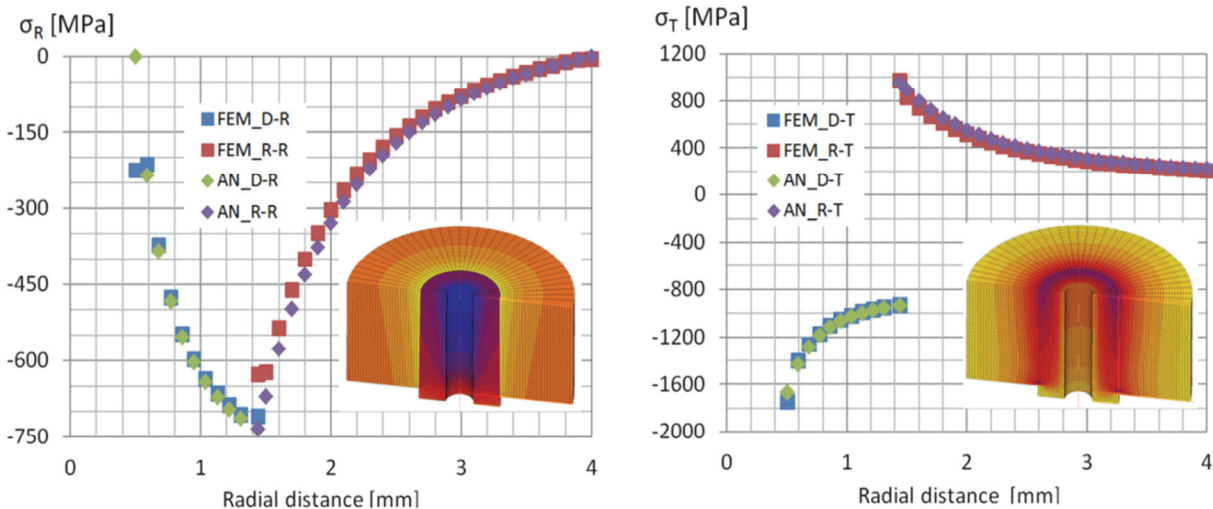 σR [MPa]
0
-150
-300
-450
-600
-750
FEM_D-R
FEM_R-R
AN_D-R
AN_R-R
0 1 2 3 4
Radial distance [mm]
σT [MPa]
1200
800
400
0
-400
-800
-1200
-1600
-2000
FEM_D-T
FEM_R-T
AN_D-T
AN_R-T
0 1 2 3 4
Radial distance [mm]